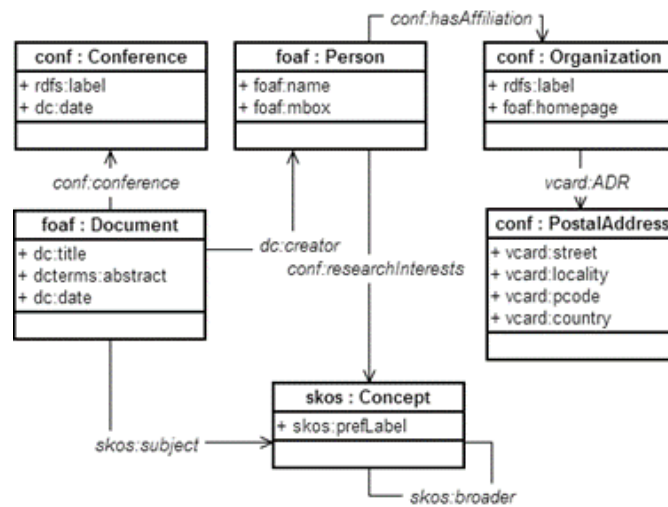 conf:hasAffiliation
conf : Conference
+ rdfs:label
+ dc:date
foaf : Person
+ foaf:name
+ foaf:mbox
conf : Organization
+ rdfs:label
+ foaf:homepage
conf:conference
vcard:ADR
foaf : Document
+ dc:title
+ dcterms:abstract
+ dc:date
dc:creator
conf:researchInterests
conf : PostalAddress
+ vcard:street
+ vcard:locality
+ vcard:pcode
+ vcard:country
skos : Concept
+ skos:prefLabel
skos:subject
skos:broader